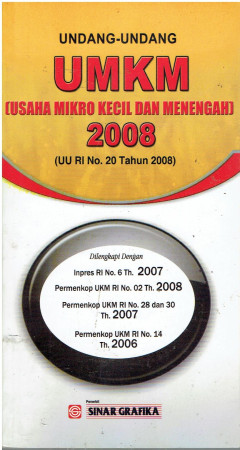 UNDANG-UNDANG
UMKM
(USAHA MIKRO KECIL DAN MENENGAH)
2008
(UU RI No. 20 Tahun 2008)
Dilengkapi Dengan
Inpres RI No. 6 Th. 2007
Permenkop UKM RI No. 02 Th. 2008
Permenkop UKM RI No. 28 dan 30
Th. 2007
Permenkop UKM RI No. 14
Th. 2006
Penerbit
SINAR GRAFIKA